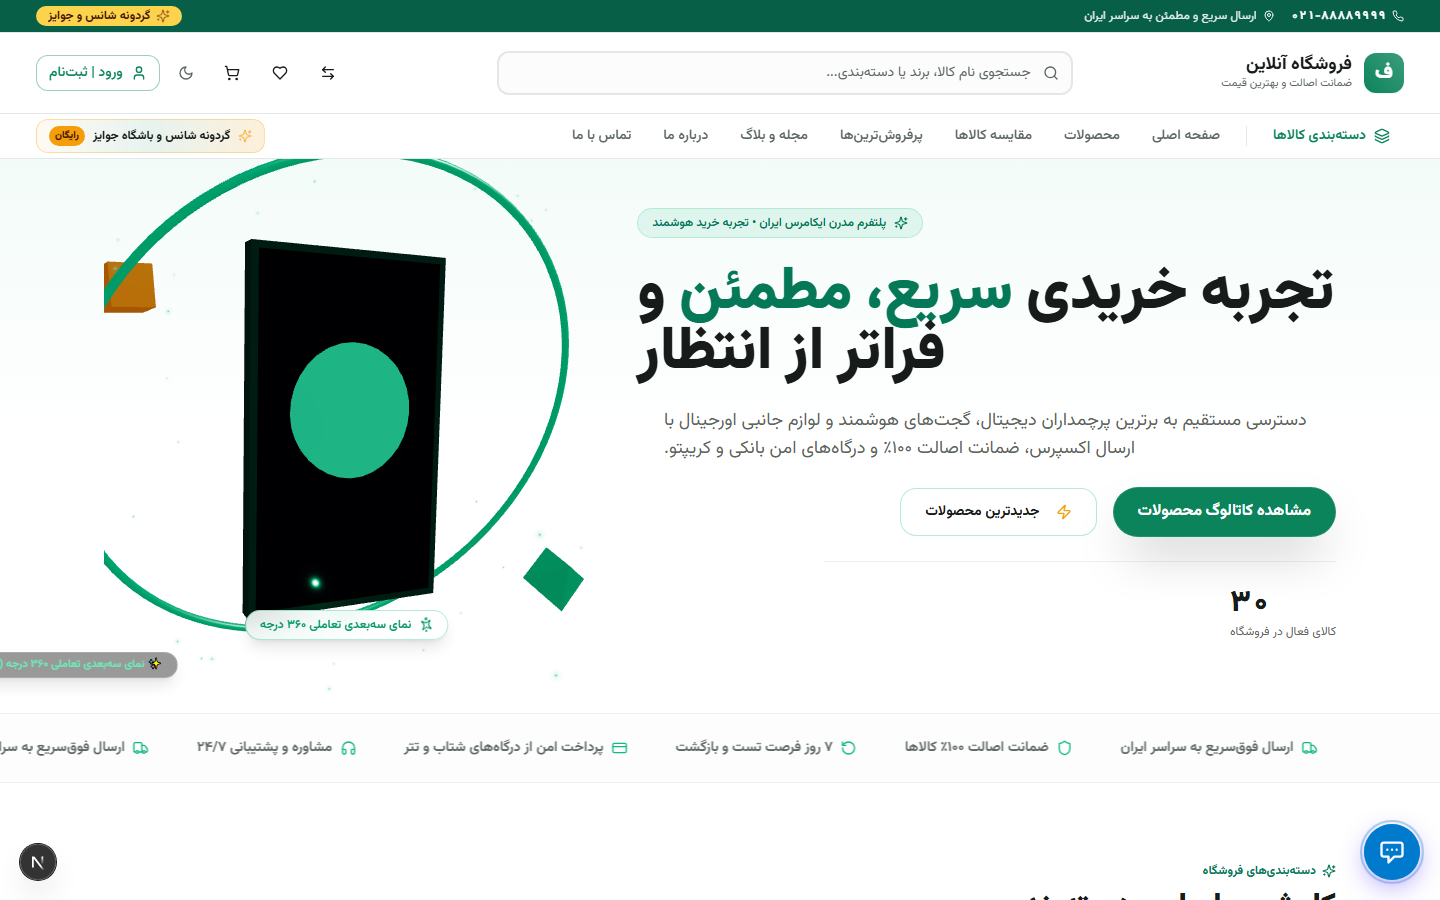 ۰۲۱-۸۸۸۸۹۹۹۹
ارسال سریع و مطمئن به سراسر ایران
گردونه شانس و جوایز
ف
فروشگاه آنلاین
ضمانت اصالت و بهترین قیمت
جستجوی نام کالا، برند یا دسته‌بندی...
ورود | ثبت‌نام
دسته‌بندی کالاها
صفحه اصلی
محصولات
مقایسه کالاها
پرفروش‌ترین‌ها
مجله و بلاگ
درباره ما
تماس با ما
گردونه شانس و باشگاه جوایز
رایگان
پلتفرم مدرن ایکامرس ایران • تجربه خرید هوشمند
تجربه خریدی سریع، مطمئن و
فراتر از انتظار
دسترسی مستقیم به برترین پرچمداران دیجیتال، گجت‌های هوشمند و لوازم جانبی اورجینال با
ارسال اکسپرس، ضمانت اصالت ۱۰۰٪ و درگاه‌های امن بانکی و کریپتو.
مشاهده کاتالوگ محصولات
جدیدترین محصولات
۳۰
کالای فعال در فروشگاه
نمای سه‌بعدی تعاملی ۳۶۰ درجه
✨ نمای سه‌بعدی تعاملی ۳۶۰ درجه (
ارسال فوق‌سریع به سراسر ایران
ضمانت اصالت ۱۰۰٪ کالاها
۷ روز فرصت تست و بازگشت
پرداخت امن از درگاه‌های شتاب و تتر
مشاوره و پشتیبانی ۲۴/۷
ارسال فوق‌سریع به سرا
N
دسته‌بندی‌های فروشگاه